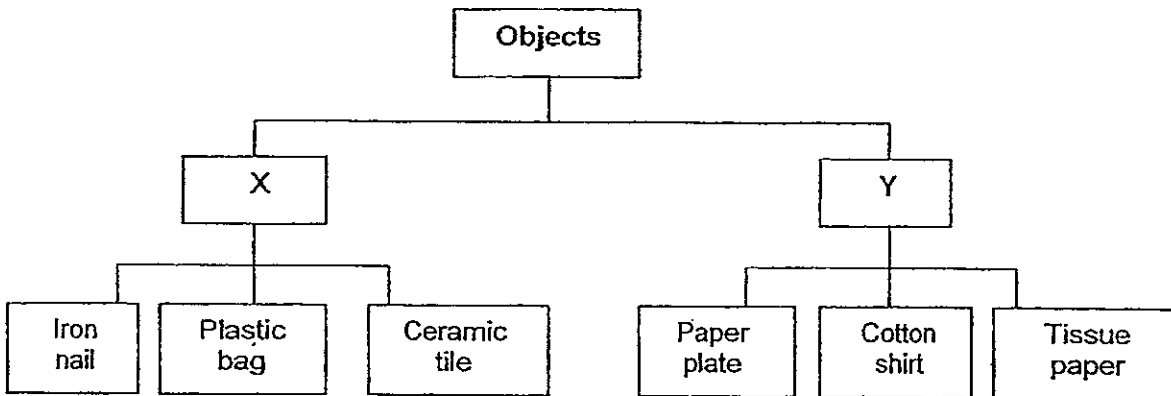 Objects
X
Y
Iron
nail
Plastic
bag
Ceramic
tile
Paper
plate
Cotton
shirt
Tissue
paper